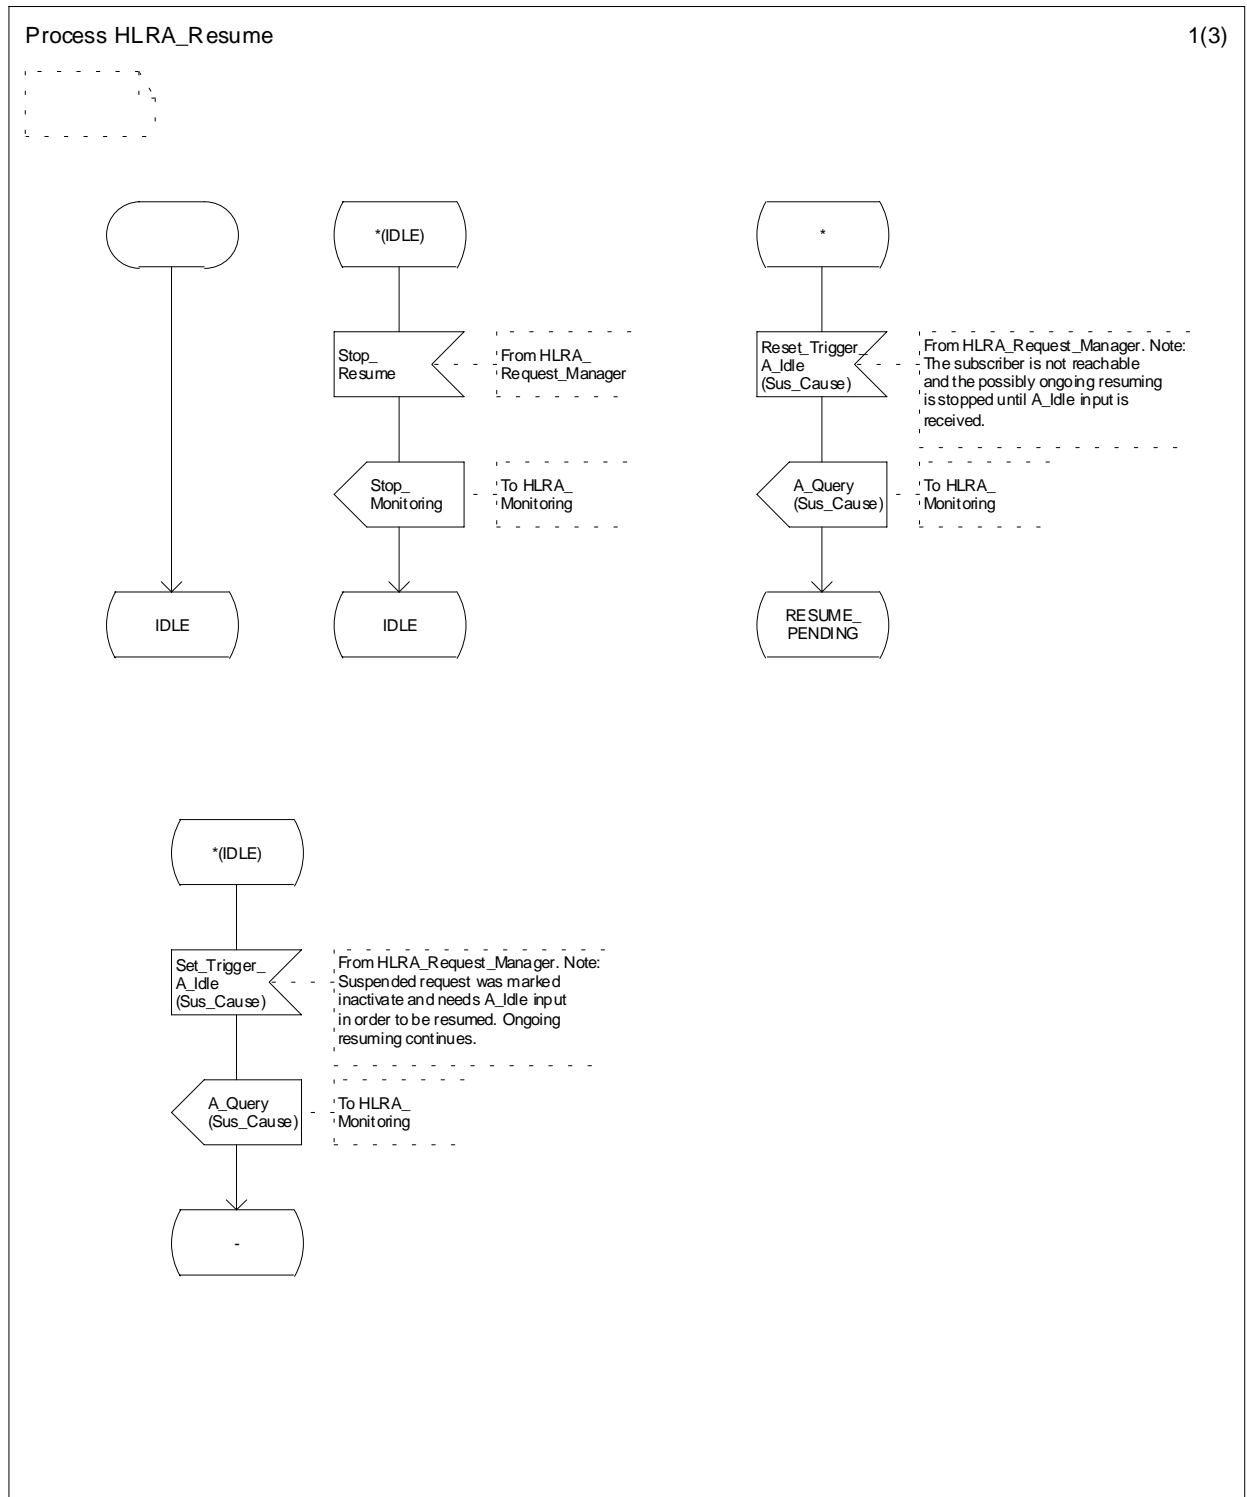 Process HLRA_Resume
1(3)
*(IDLE)
*
Stop_
Resume
From HLRA_
Request_Manager
Reset_Trigger_
A_Idle
(Sus_Cause)
From HLRA_Request_Manager. Note:
The subscriber is not reachable
and the possibly ongoing resuming
is stopped until A_Idle input is
received.
Stop_
Monitoring
To HLRA_
Monitoring
A_Query
(Sus_Cause)
To HLRA_
Monitoring
IDLE
IDLE
RESUME_
PENDING
*(IDLE)
Set_Trigger_
A_Idle
(Sus_Cause)
From HLRA_Request_Manager. Note:
Suspended request was marked
inactivate and needs A_Idle input
in order to be resumed. Ongoing
resuming continues.
A_Query
(Sus_Cause)
To HLRA_
Monitoring
-